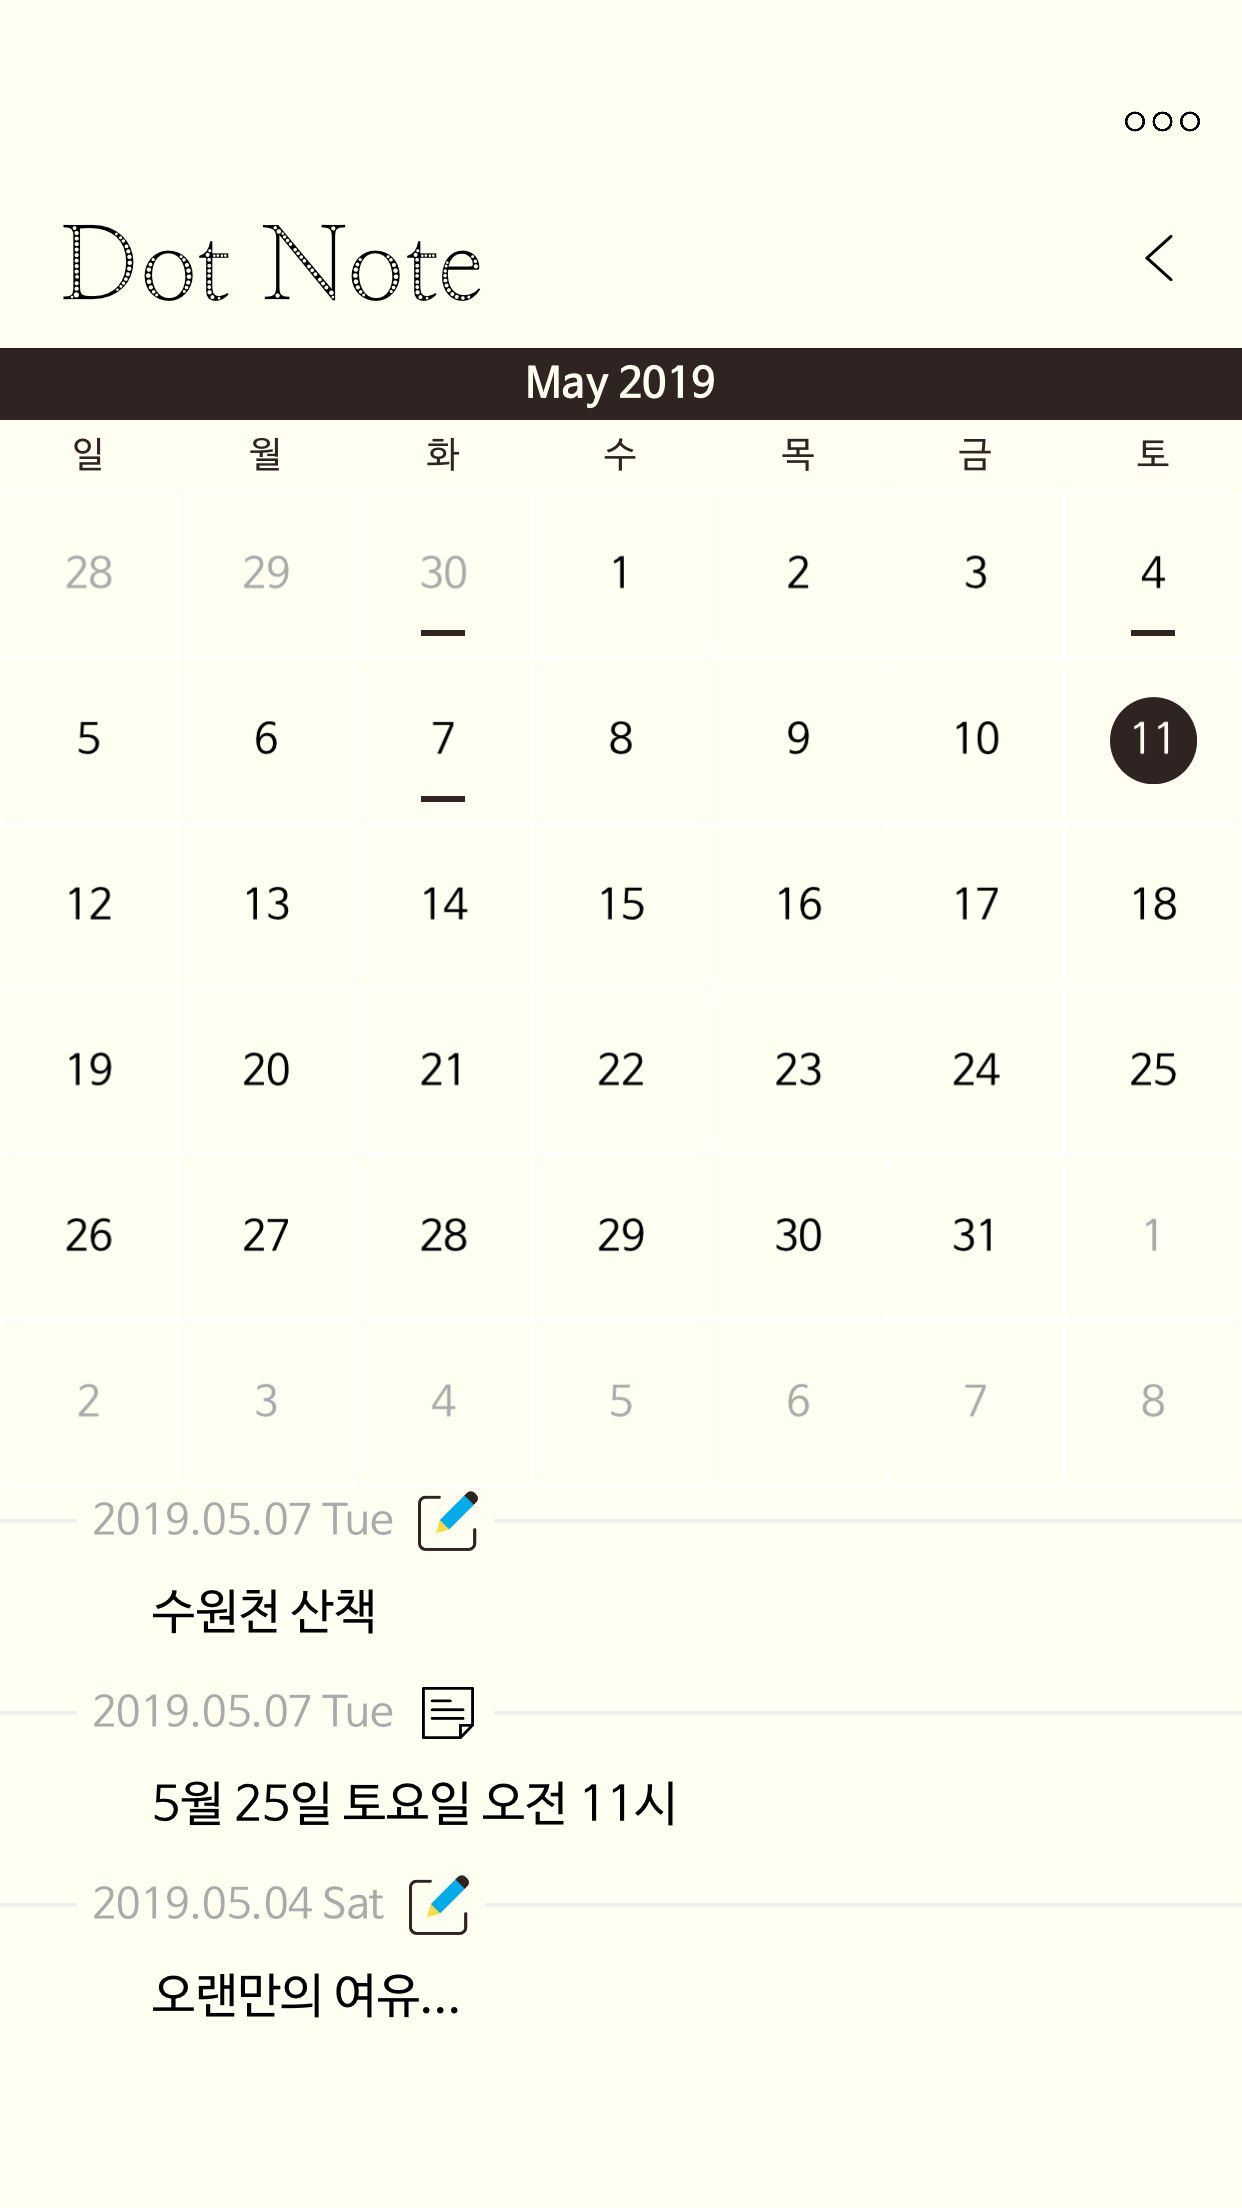 Dot Note
May 2019
일 월 화 수 목 금 토
28 29 30 1 2 3 4
5 6 7 8 9 10 11
12 13 14 15 16 17 18
19 20 21 22 23 24 25
26 27 28 29 30 31 1
2 3 4 5 6 7 8
2019.05.07 Tue
수원천 산책
2019.05.07 Tue
5월 25일 토요일 오전 11시
2019.05.04 Sat
오랜만의 여유...